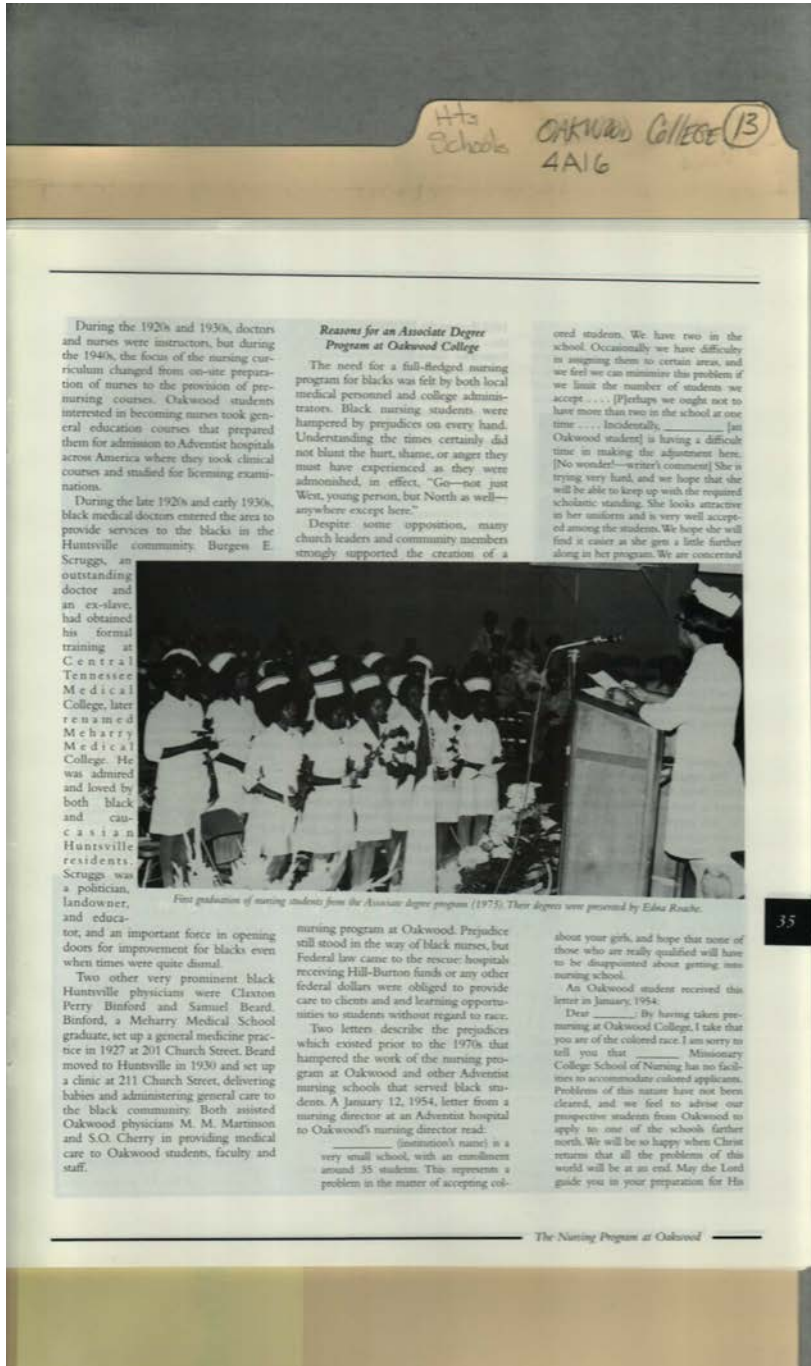 Hts
Schools
OAKWOOD COllEGE 13
4A16
During the 1920s and 1930s, doctors
and nurses were instructors, but during
the 1940s, the focus of the nursing cur-
riculum changed from on-site prepara-
tion of nurses to the provision of pre-
nursing courses. Oakwood students
interested in becoming nurses took gen-
eral education courses that prepared
them for admission to Adventist hospitals
across America where they took clinical
courses and studied for licensing exami-
nations.
During the late 1920s and early 1930s,
black medical doctors entered the area to
provide services to the blacks in the
Huntsville community. Burgess E.
Scruggs, an
outstanding
doctor and
an ex-slave,
had obtained
his formal
training at
Central
Tennessee
Medical
College, later
renamed
Meharry
Medical
College. He
was admired
and loved by
both black
and cau-
casian
Huntsville
residents.
Scruggs was
a politician,
landowner,
and educa-
tor, and an important force in opening
doors for improvement for blacks even
when times were quite dismal.
Two other very prominent black
Huntsville physicians were Claxton
Perry Binford and Samuel Beard.
Binford, a Meharry Medical School
graduate, set up a general medicine prac-
tice in 1927 at 201 Church Street. Beard
moved to Huntsville in 1930 and set up
a clinic at 211 Church Street, delivering
babies and administering general care to
the black community. Both assisted
Oakwood physicians M. M. Martinson
and S.O. Cherry in providing medical
care to Oakwood students, faculty and
staff.
Reasons for an Associate Degree
Program at Oakwood College
The need for a full-fledged nursing
program for blacks was felt by both local
medical personnel and college adminis-
trators. Black nursing students were
hampered by prejudices on every hand.
Understanding the times certainly did
not blunt the hurt, shame, or anger they
must have experienced as they were
admonished, in effect, "Go—not just
West, young person, but North as well—
anywhere except here."
Despite some opposition, many
church leaders and community members
strongly supported the creation of a
nursing program at Oakwood. Prejudice
still stood in the way of black nurses, but
Federal law came to the rescue: hospitals
receiving Hill-Burton funds or any other
federal dollars were obliged to provide
care to clients and and learning opportu-
nities to students without regard to race.
Two letters describe the prejudices
which existed prior to the 1970s that
hampered the work of the nursing pro-
gram at Oakwood and other Adventist
nursing schools that served black stu-
dents. A January 12, 1954, letter from a
nursing director at an Adventist hospital
to Oakwood's nursing director read:
__________ (institution's name) is a
very small school, with an enrollment
around 35 students. This represents a
problem in the matter of accepting col-
ored students. We have two in the
school. Occasionally we have difficulty
in assigning them to certain areas, and
we feel we can minimize this problem if
we limit the number of students we
accept . . . . [P]erhaps we ought not to
have more than two in the school at one
time . . . . Incidentally, ________ [an
Oakwood student] is having a difficult
time in making the adjustment here.
[No wonder!—writer's comment] She is
trying very hard, and we hope that she
will be able to keep up with the required
scholastic standing. She looks attractive
in her uniform and is very well accept-
ed among the students. We hope she will
find it easier as she gets a little further
along in her program. We are concerned
about your girls, and hope that none of
those who are really qualified will have
to be disappointed about getting into
nursing school.
An Oakwood student received this
letter in January, 1954:
Dear ______: By having taken pre-
nursing at Oakwood College, I take that
you are of the colored race. I am sorry to
tell you that ______ Missionary
College School of Nursing has no facil-
ities to accommodate colored applicants.
Problems of this nature have not been
cleared, and we feel to advise our
prospective students from Oakwood to
apply to one of the schools farther
north. We will be so happy when Christ
returns that all the problems of this
world will be at an end. May the Lord
guide you in your preparation for His
First graduation of nursing students from the Associate degree program (1975). Their degrees were presented by Edna Roache.
35
The Nursing Program at Oakwood